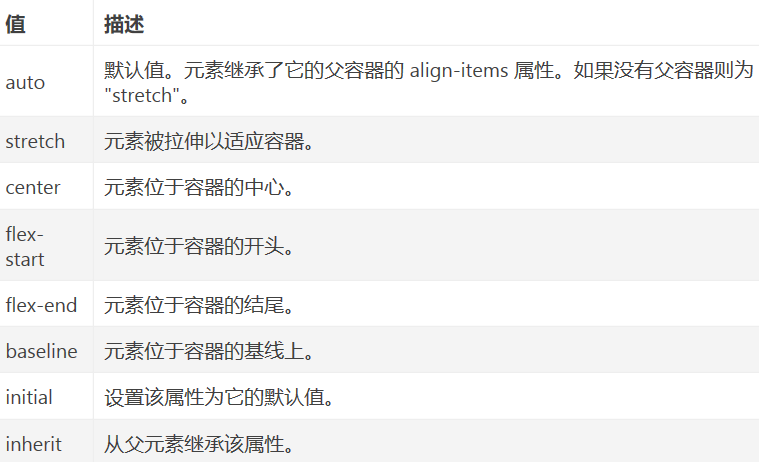 值 描述
auto 默认值。元素继承了它的父容器的 align-items 属性。如果没有父容器则为
"stretch"。
stretch 元素被拉伸以适应容器。
center 元素位于容器的中心。
flex-
start 元素位于容器的开头。
flex-end 元素位于容器的结尾。
baseline 元素位于容器的基线上。
initial 设置该属性为它的默认值。
inherit 从父元素继承该属性。